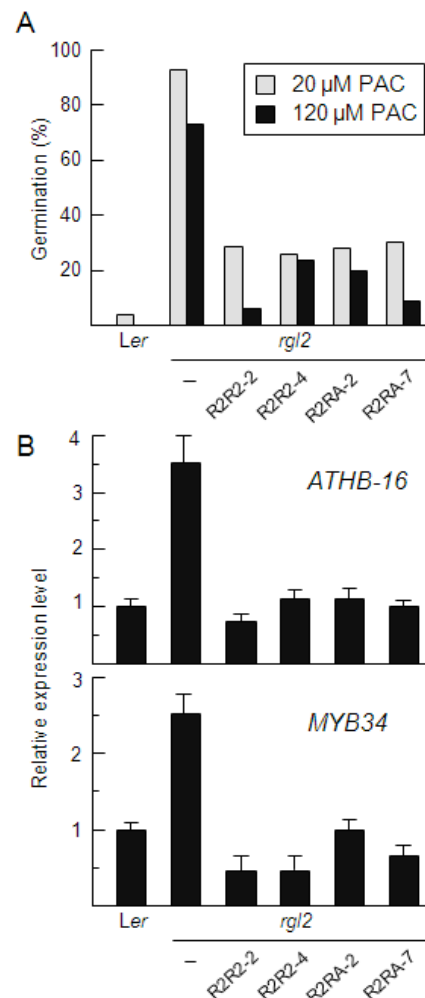 A
100
80
60
40
20
Germination (%)
20 µM PAC
120 µM PAC
Ler
rgl2
–
R2R2-2
R2R2-4
R2RA-2
R2RA-7
B
4
3
2
1
ATHB-16
Relative expression level
3
2
1
MYB34
Ler
rgl2
–
R2R2-2
R2R2-4
R2RA-2
R2RA-7